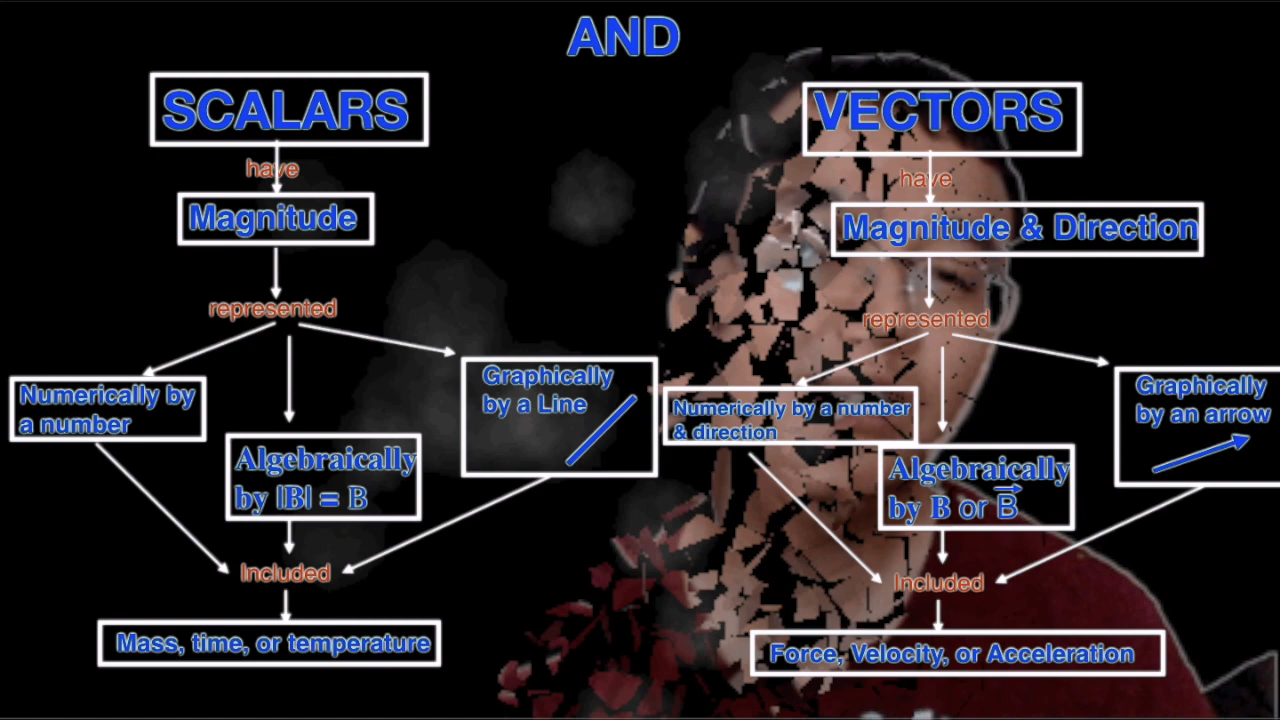 AND
SCALARS
have
Magnitude
represented
Numerically by
a number
Algebraically
by |B| = B
Graphically
by a Line
Included
Mass, time, or temperature
VECTORS
have
Magnitude & Direction
represented
Numerically by a number
& direction
Algebraically
by B or B⃗
Graphically
by an arrow
Included
Force, Velocity, or Acceleration